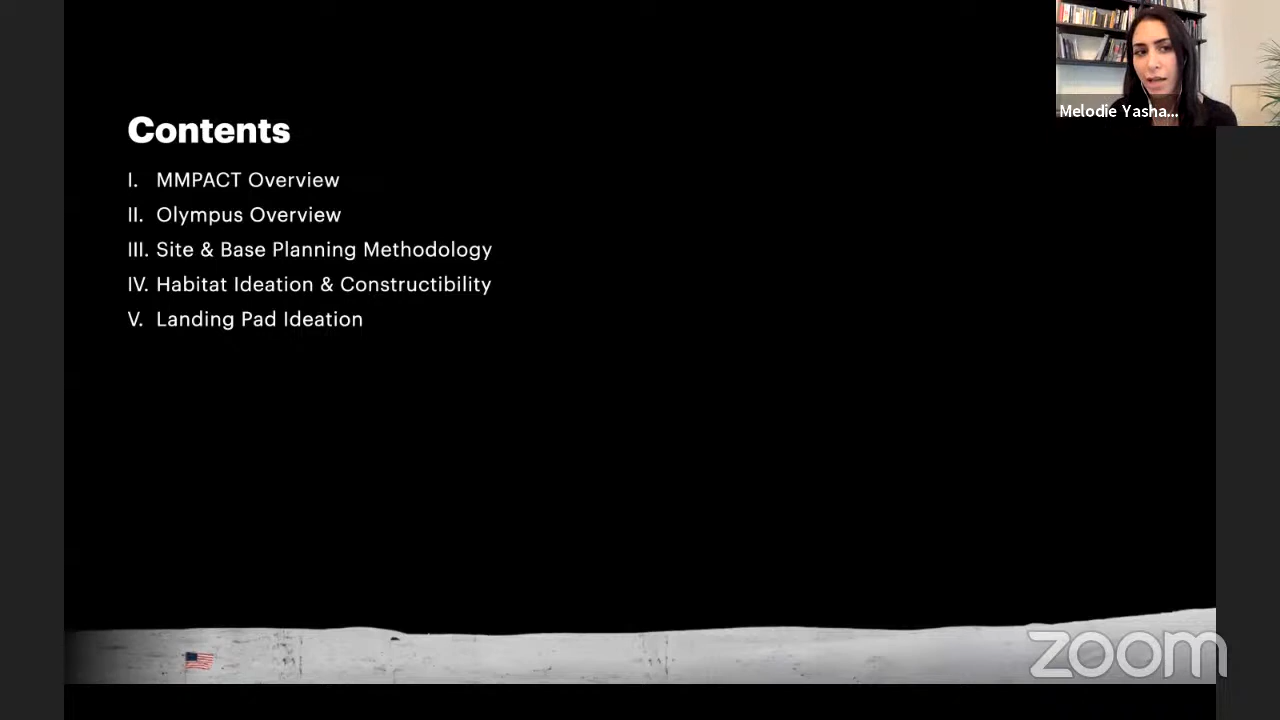 Contents
I. MMPACT Overview
II. Olympus Overview
III. Site & Base Planning Methodology
IV. Habitat Ideation & Constructibility
V. Landing Pad Ideation
Melodie Yasha...
zoom